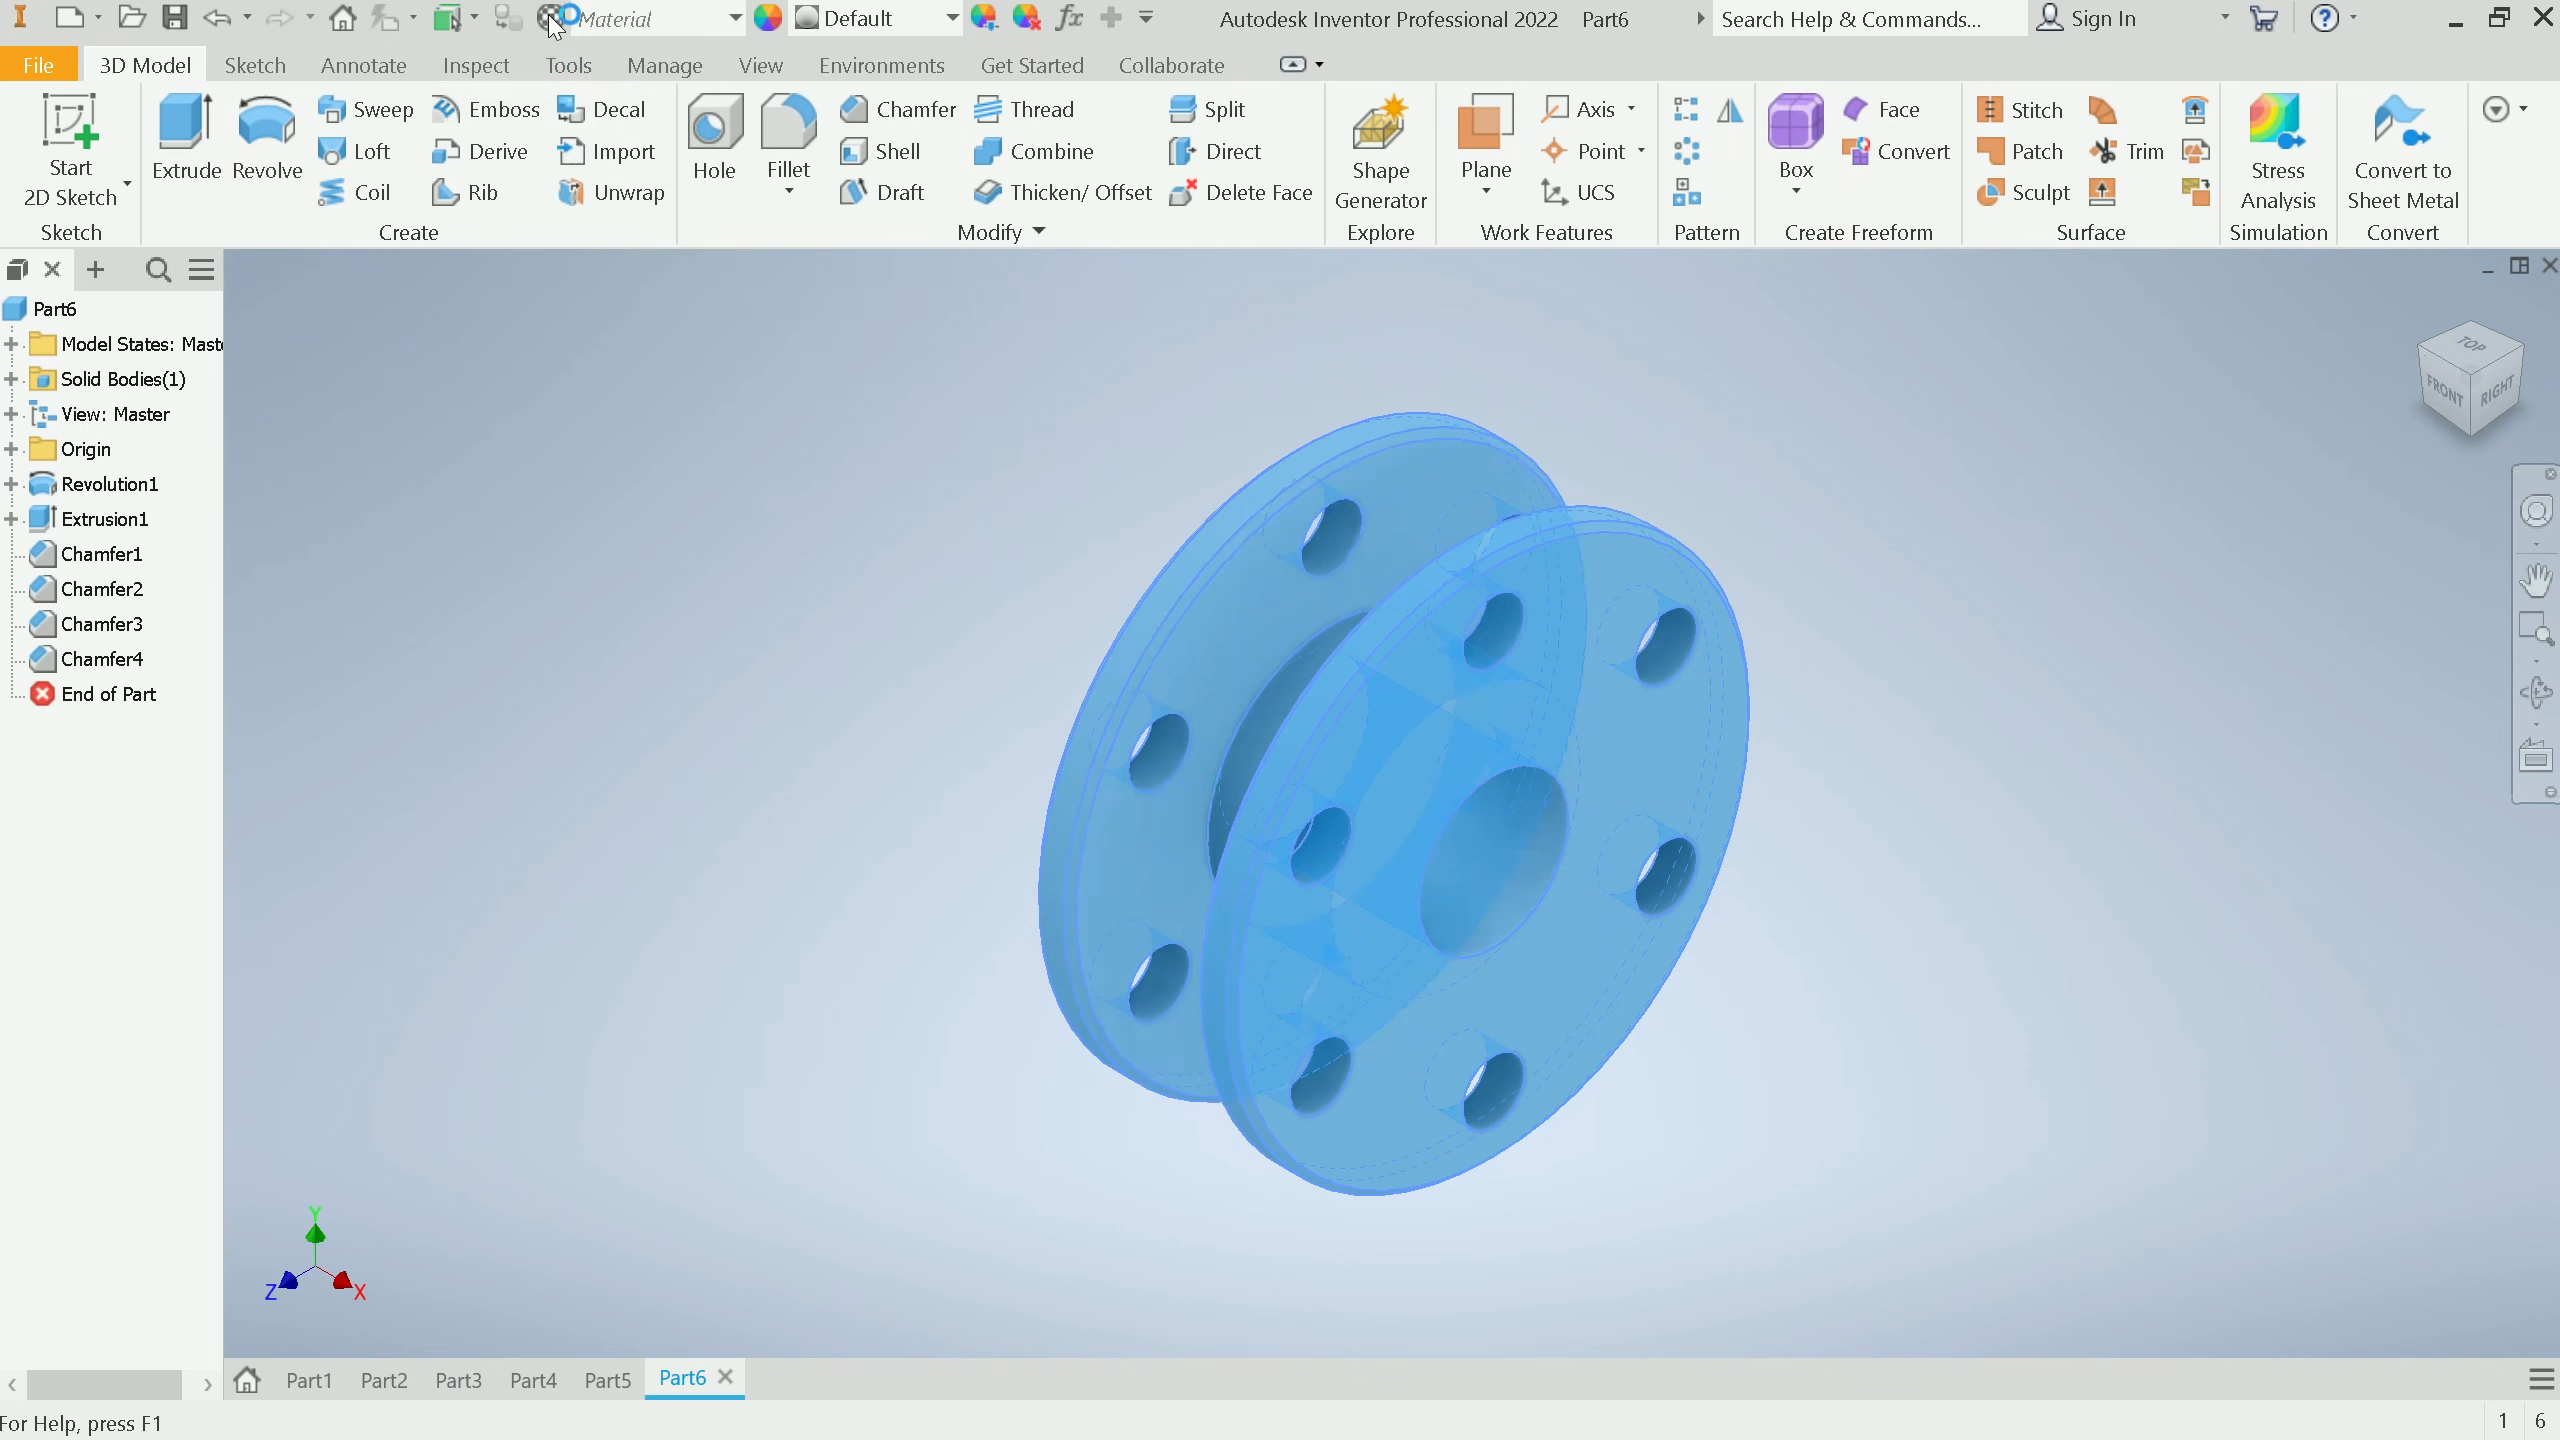 Material
Default
Autodesk Inventor Professional 2022 Part6
Search Help & Commands...
Sign In
File 3D Model Sketch Annotate Inspect Tools Manage View Environments Get Started Collaborate
Start
2D Sketch
Sketch
Extrude
Revolve
Sweep
Loft
Coil
Emboss
Derive
Rib
Decal
Import
Unwrap
Create
Hole
Fillet
Chamfer
Shell
Draft
Thread
Combine
Thicken/ Offset
Split
Direct
Delete Face
Modify
Shape
Generator
Explore
Plane
Axis
Point
UCS
Work Features
Pattern
Box
Face
Convert
Create Freeform
Stitch
Patch
Sculpt
Trim
Surface
Stress
Analysis
Simulation
Convert to
Sheet Metal
Convert
Part6
Model States: Mast
Solid Bodies(1)
View: Master
Origin
Revolution1
Extrusion1
Chamfer1
Chamfer2
Chamfer3
Chamfer4
End of Part
TOP
FRONT
RIGHT
Y
Z
X
Part1 Part2 Part3 Part4 Part5 Part6
For Help, press F1
1 6